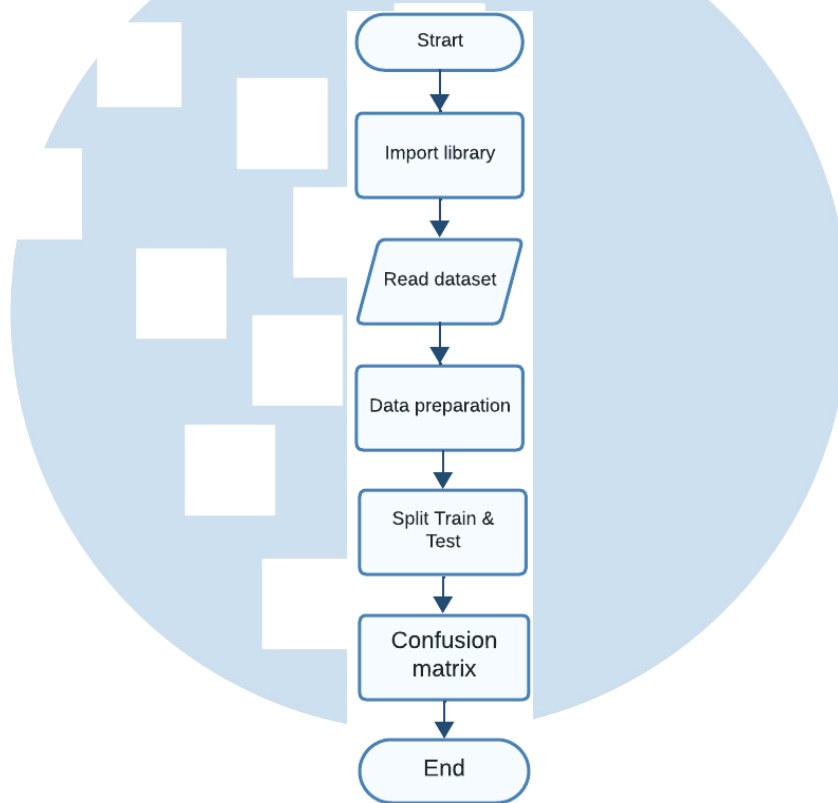 Strart
Import library
Read dataset
Data preparation
Split Train &
Test
Confusion
matrix
End